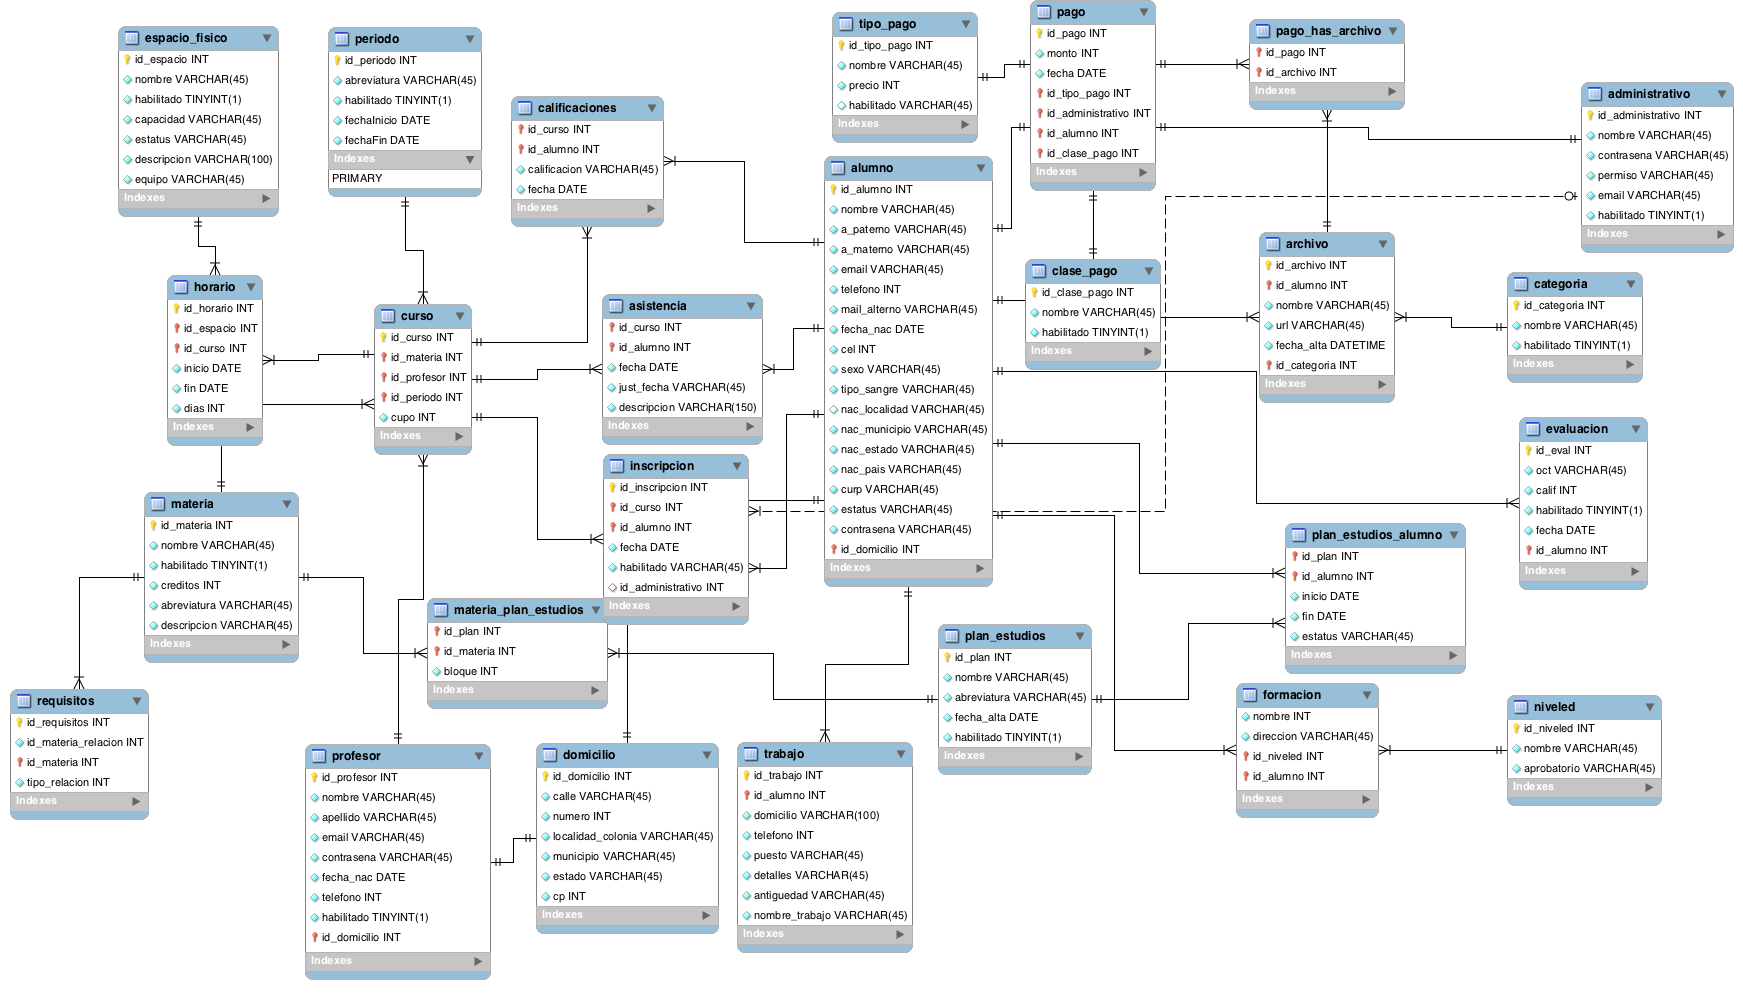 espacio_fisico
id_espacio INT
nombre VARCHAR(45)
habilitado TINYINT(1)
capacidad VARCHAR(45)
estatus VARCHAR(45)
descripcion VARCHAR(100)
equipo VARCHAR(45)
Indexes
periodo
id_periodo INT
abreviatura VARCHAR(45)
habilitado TINYINT(1)
fechaInicio DATE
fechaFin DATE
Indexes
PRIMARY
calificaciones
id_curso INT
id_alumno INT
calificacion VARCHAR(45)
fecha DATE
Indexes
tipo_pago
id_tipo_pago INT
nombre VARCHAR(45)
precio INT
habilitado VARCHAR(45)
Indexes
pago
id_pago INT
monto INT
fecha DATE
id_tipo_pago INT
id_administrativo INT
id_alumno INT
id_clase_pago INT
Indexes
pago_has_archivo
id_pago INT
id_archivo INT
Indexes
administrativo
id_administrativo INT
nombre VARCHAR(45)
contrasena VARCHAR(45)
permiso VARCHAR(45)
email VARCHAR(45)
habilitado TINYINT(1)
Indexes
alumno
id_alumno INT
nombre VARCHAR(45)
a_paterno VARCHAR(45)
a_materno VARCHAR(45)
email VARCHAR(45)
telefono INT
mail_alterno VARCHAR(45)
fecha_nac DATE
cel INT
sexo VARCHAR(45)
tipo_sangre VARCHAR(45)
nac_localidad VARCHAR(45)
nac_municipio VARCHAR(45)
nac_estado VARCHAR(45)
nac_pais VARCHAR(45)
curp VARCHAR(45)
estatus VARCHAR(45)
contrasena VARCHAR(45)
id_domicilio INT
Indexes
clase_pago
id_clase_pago INT
nombre VARCHAR(45)
habilitado TINYINT(1)
Indexes
archivo
id_archivo INT
id_alumno INT
nombre VARCHAR(45)
url VARCHAR(45)
fecha_alta DATETIME
id_categoria INT
Indexes
categoria
id_categoria INT
nombre VARCHAR(45)
habilitado TINYINT(1)
Indexes
horario
id_horario INT
id_espacio INT
id_curso INT
inicio DATE
fin DATE
dias INT
Indexes
curso
id_curso INT
id_materia INT
id_profesor INT
id_periodo INT
cupo INT
Indexes
asistencia
id_curso INT
id_alumno INT
fecha DATE
just_fecha VARCHAR(45)
descripcion VARCHAR(150)
Indexes
evaluacion
id_eval INT
oct VARCHAR(45)
calif INT
habilitado TINYINT(1)
fecha DATE
id_alumno INT
Indexes
inscripcion
id_inscripcion INT
id_curso INT
id_alumno INT
fecha DATE
habilitado VARCHAR(45)
id_administrativo INT
Indexes
materia
id_materia INT
nombre VARCHAR(45)
habilitado TINYINT(1)
creditos INT
abreviatura VARCHAR(45)
descripcion VARCHAR(45)
Indexes
plan_estudios_alumno
id_plan INT
id_alumno INT
inicio DATE
fin DATE
estatus VARCHAR(45)
Indexes
materia_plan_estudios
id_plan INT
id_materia INT
bloque INT
Indexes
plan_estudios
id_plan INT
nombre VARCHAR(45)
abreviatura VARCHAR(45)
fecha_alta DATE
habilitado TINYINT(1)
Indexes
requisitos
id_requisitos INT
id_materia_relacion INT
id_materia INT
tipo_relacion INT
Indexes
formacion
nombre INT
direccion VARCHAR(45)
id_niveled INT
id_alumno INT
Indexes
niveled
id_niveled INT
nombre VARCHAR(45)
aprobatorio VARCHAR(45)
Indexes
profesor
id_profesor INT
nombre VARCHAR(45)
apellido VARCHAR(45)
email VARCHAR(45)
contrasena VARCHAR(45)
fecha_nac DATE
telefono INT
habilitado TINYINT(1)
id_domicilio INT
Indexes
domicilio
id_domicilio INT
calle VARCHAR(45)
numero INT
localidad_colonia VARCHAR(45)
municipio VARCHAR(45)
estado VARCHAR(45)
cp INT
Indexes
trabajo
id_trabajo INT
id_alumno INT
domicilio VARCHAR(100)
telefono INT
puesto VARCHAR(45)
detalles VARCHAR(45)
antiguedad VARCHAR(45)
nombre_trabajo VARCHAR(45)
Indexes